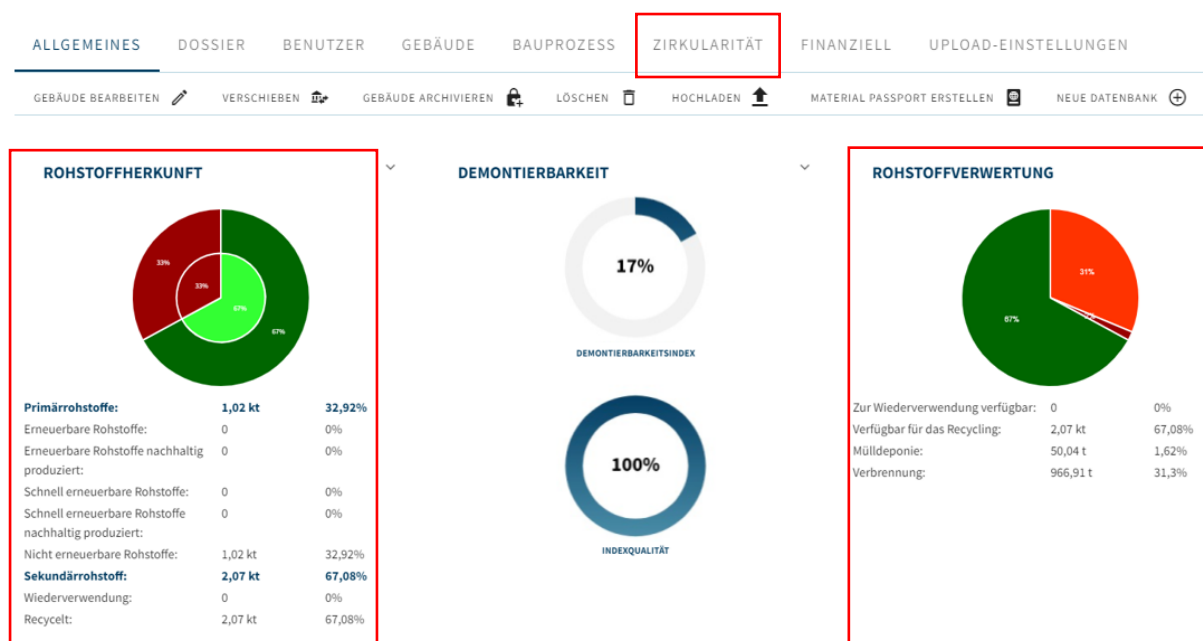 ALLGEMEINES DOSSIER BENUTZER GEBÄUDE BAUPROZESS ZIRKULARITÄT FINANZIELL UPLOAD-EINSTELLUNGEN
GEBÄUDE BEARBEITEN VERSCHIEBEN GEBÄUDE ARCHIVIEREN LÖSCHEN HOCHLADEN MATERIAL PASSPORT ERSTELLEN NEUE DATENBANK
ROHSTOFFHERKUNFT
33%
33%
67%
67%
Primärrohstoffe: 1,02 kt 32,92%
Erneuerbare Rohstoffe: 0 0%
Erneuerbare Rohstoffe nachhaltig 0 0%
produziert:
Schnell erneuerbare Rohstoffe: 0 0%
Schnell erneuerbare Rohstoffe 0 0%
nachhaltig produziert:
Nicht erneuerbare Rohstoffe: 1,02 kt 32,92%
Sekundärrohstoff: 2,07 kt 67,08%
Wiederverwendung: 0 0%
Recycelt: 2,07 kt 67,08%
DEMONTIERBARKEIT
17%
DEMONTIERBARKEITSINDEX
100%
INDEXQUALITÄT
ROHSTOFFVERWERTUNG
31%
67%
Zur Wiederverwendung verfügbar: 0 0%
Verfügbar für das Recycling: 2,07 kt 67,08%
Mülldeponie: 50,04 t 1,62%
Verbrennung: 966,91 t 31,3%